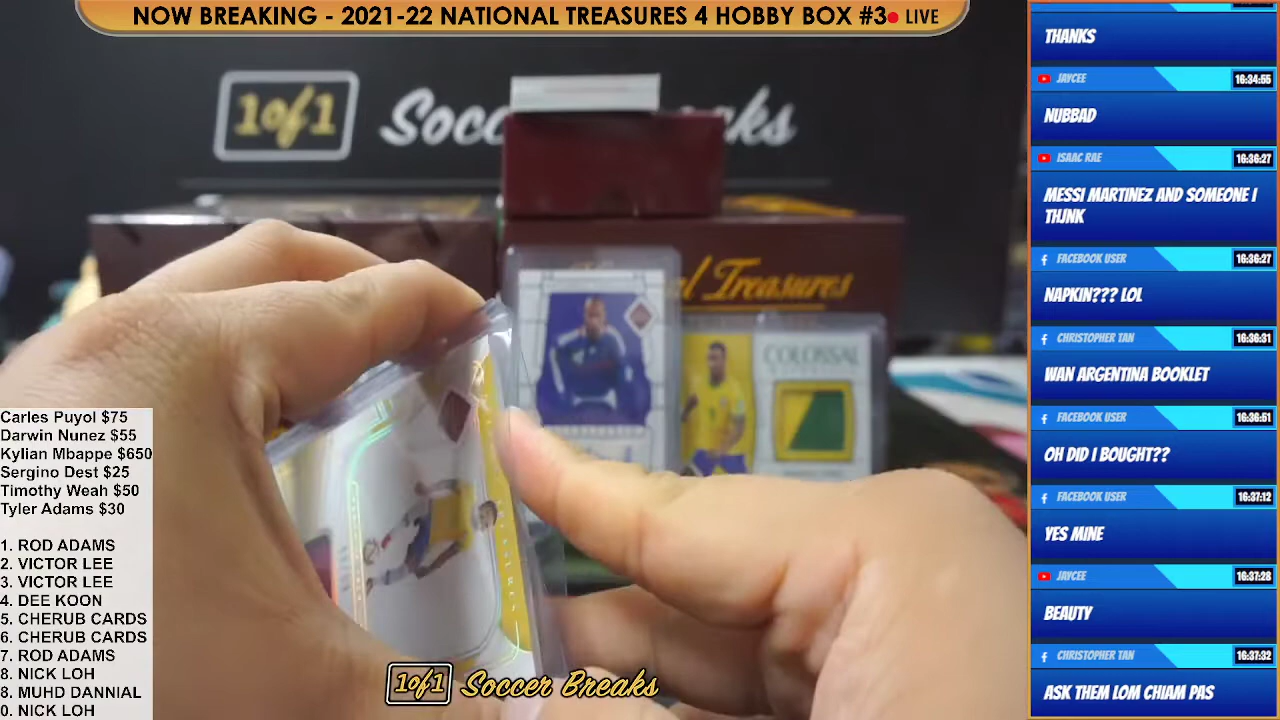 NOW BREAKING - 2021-22 NATIONAL TREASURES 4 HOBBY BOX #3
LIVE
1of1 Socc aks
l Treasures
COLOSSAL
Carles Puyol $75
Darwin Nunez $55
Kylian Mbappe $650
Sergino Dest $25
Timothy Weah $50
Tyler Adams $30
1. ROD ADAMS
2. VICTOR LEE
3. VICTOR LEE
4. DEE KOON
5. CHERUB CARDS
6. CHERUB CARDS
7. ROD ADAMS
8. NICK LOH
8. MUHD DANNIAL
0. NICK LOH
1of1 Soccer Breaks
THANKS
JAYCEE 16:34:55
NUBBAD
ISAAC RAE 16:36:27
MESSI MARTINEZ AND SOMEONE I
THJNK
FACEBOOK USER 16:36:27
NAPKIN??? LOL
CHRISTOPHER TAN 16:36:31
WAN ARGENTINA BOOKLET
FACEBOOK USER 16:36:51
OH DID I BOUGHT??
FACEBOOK USER 16:37:12
YES MINE
JAYCEE 16:37:28
BEAUTY
CHRISTOPHER TAN 16:37:32
ASK THEM LOM CHIAM PAS